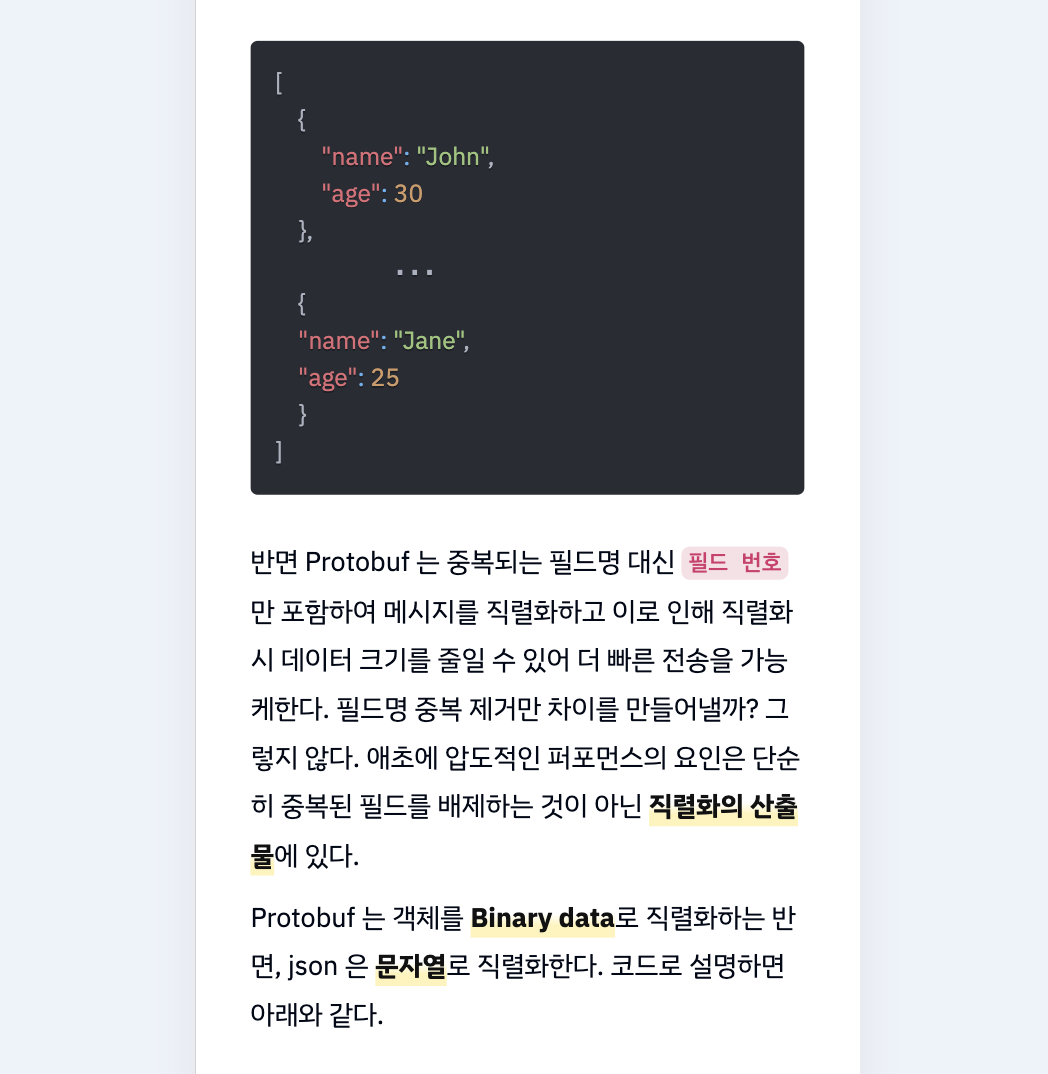 [
{
"name": "John",
"age": 30
},
...
{
"name": "Jane",
"age": 25
}
]
반면 Protobuf 는 중복되는 필드명 대신 필드 번호
만 포함하여 메시지를 직렬화하고 이로 인해 직렬화
시 데이터 크기를 줄일 수 있어 더 빠른 전송을 가능
케한다. 필드명 중복 제거만 차이를 만들어낼까? 그
렇지 않다. 애초에 압도적인 퍼포먼스의 요인은 단순
히 중복된 필드를 배제하는 것이 아닌 직렬화의 산출
물에 있다.
Protobuf 는 객체를 Binary data로 직렬화하는 반
면, json 은 문자열로 직렬화한다. 코드로 설명하면
아래와 같다.